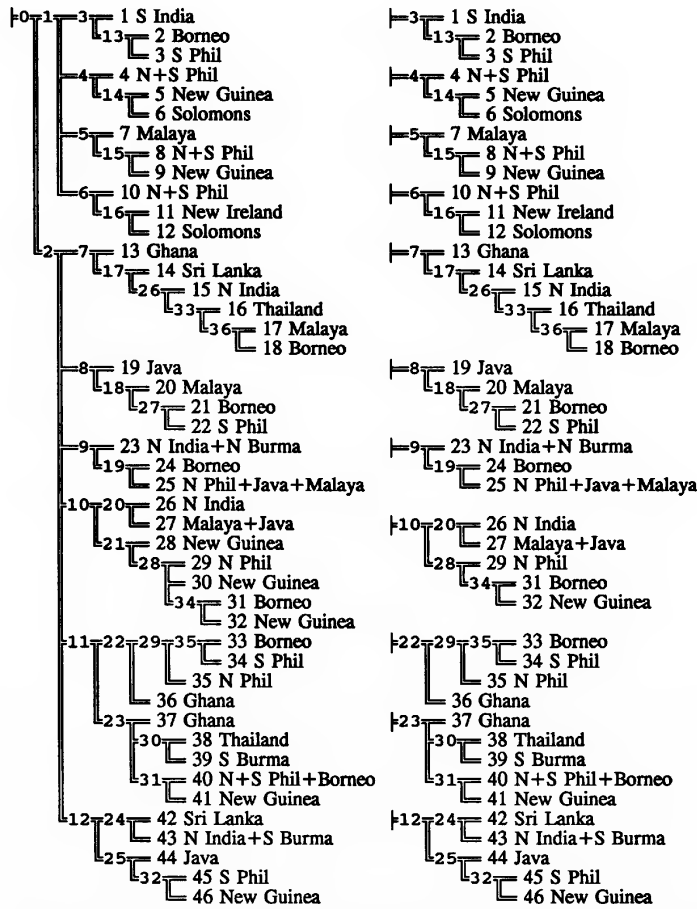 0 1 3 1 S India 3 1 S India
13 2 Borneo 13 2 Borneo
3 S Phil 3 S Phil
4 4 N+S Phil 4 4 N+S Phil
14 5 New Guinea 14 5 New Guinea
6 Solomons 6 Solomons
5 7 Malaya 5 7 Malaya
15 8 N+S Phil 15 8 N+S Phil
9 New Guinea 9 New Guinea
6 10 N+S Phil 6 10 N+S Phil
16 11 New Ireland 16 11 New Ireland
12 Solomons 12 Solomons
2 7 13 Ghana 7 13 Ghana
17 14 Sri Lanka 17 14 Sri Lanka
26 15 N India 26 15 N India
33 16 Thailand 33 16 Thailand
36 17 Malaya 36 17 Malaya
18 Borneo 18 Borneo
8 19 Java 8 19 Java
18 20 Malaya 18 20 Malaya
27 21 Borneo 27 21 Borneo
22 S Phil 22 S Phil
9 23 N India+N Burma 9 23 N India+N Burma
19 24 Borneo 19 24 Borneo
25 N Phil+Java+Malaya 25 N Phil+Java+Malaya
10 20 26 N India 10 20 26 N India
27 Malaya+Java 27 Malaya+Java
21 28 New Guinea 28 29 N Phil
28 29 N Phil 34 31 Borneo
30 New Guinea 32 New Guinea
34 31 Borneo
32 New Guinea
11 22 29 35 33 Borneo 22 29 35 33 Borneo
34 S Phil 34 S Phil
35 N Phil 35 N Phil
36 Ghana 36 Ghana
23 37 Ghana 23 37 Ghana
30 38 Thailand 30 38 Thailand
39 S Burma 39 S Burma
31 40 N+S Phil+Borneo 31 40 N+S Phil+Borneo
41 New Guinea 41 New Guinea
12 24 42 Sri Lanka 12 24 42 Sri Lanka
43 N India+S Burma 43 N India+S Burma
25 44 Java 25 44 Java
32 45 S Phil 32 45 S Phil
46 New Guinea 46 New Guinea